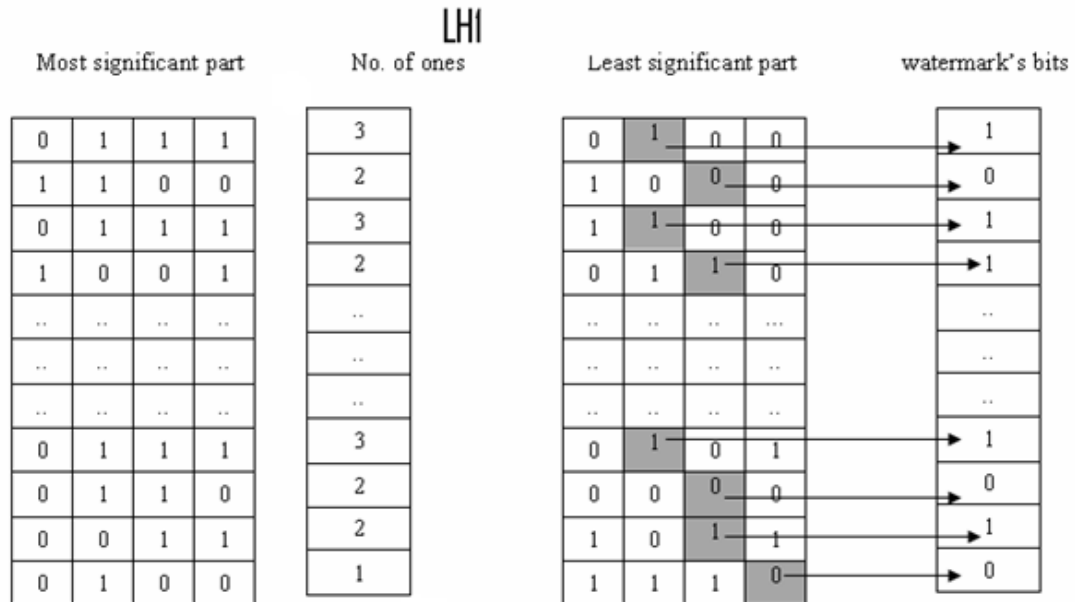 LH1
Most significant part No. of ones Least significant part watermark's bits
0 1 1 1 3 0 1 0 0 1
1 1 0 0 2 1 0 0 0 0
0 1 1 1 3 1 1 0 0 1
1 0 0 1 2 0 1 1 0 1
.. .. .. .. .. .. .. .. ... ..
.. .. .. .. .. .. .. .. .. ..
.. .. .. .. .. .. .. .. .. ..
0 1 1 1 3 0 1 0 1 1
0 1 1 0 2 0 0 0 0 0
0 0 1 1 2 1 0 1 1 1
0 1 0 0 1 1 1 1 0 0